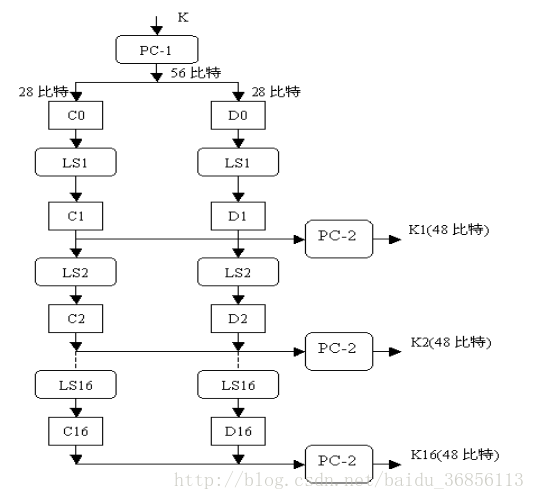 K
PC-1
56 比特
28 比特 28 比特
C0 D0
LS1 LS1
C1 D1
PC-2 K1(48 比特)
LS2 LS2
C2 D2
PC-2 K2(48 比特)
LS16 LS16
C16 D16
PC-2 K16(48 比特)
http://blog.csdn.net/baidu_36856113